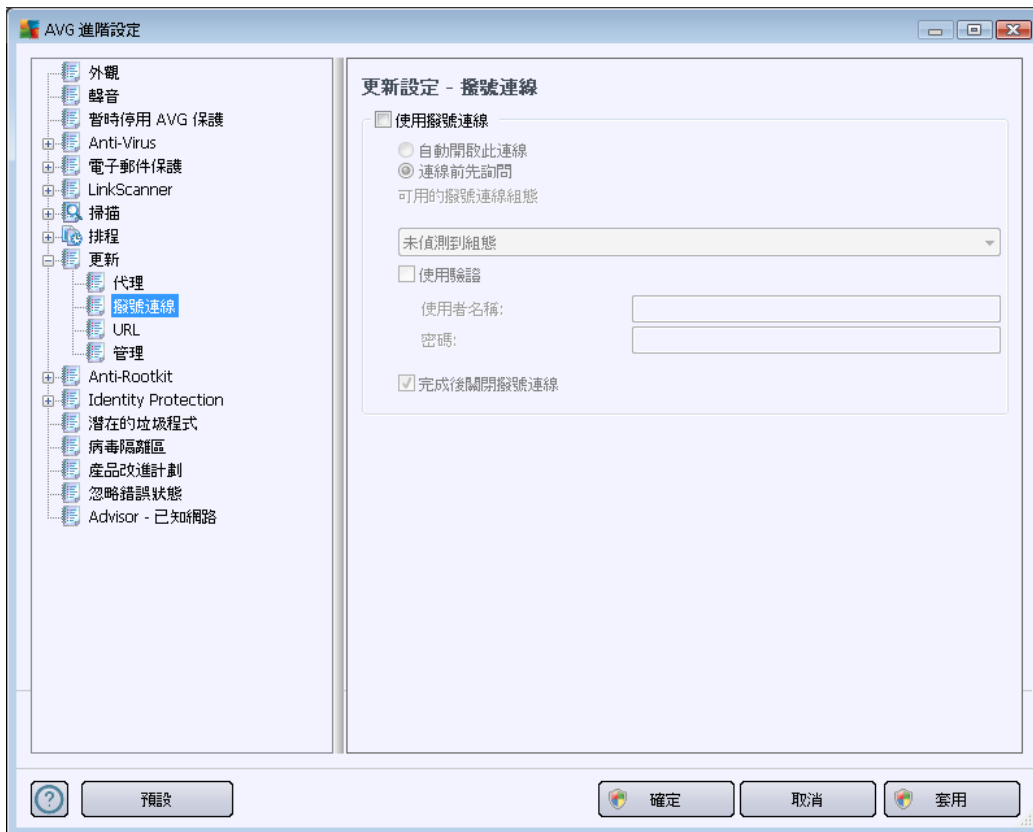 AVG 進階設定
外觀
聲音
暫時停用 AVG 保護
Anti-Virus
電子郵件保護
LinkScanner
掃描
排程
更新
代理
撥號連線
URL
管理
Anti-Rootkit
Identity Protection
潛在的垃圾程式
病毒隔離區
產品改進計劃
忽略錯誤狀態
Advisor - 已知網路
更新設定 - 撥號連線
使用撥號連線
自動開啟此連線
連線前先詢問
可用的撥號連線組態
未偵測到組態
使用驗證
使用者名稱:
密碼:
完成後關閉撥號連線
預設
確定
取消
套用